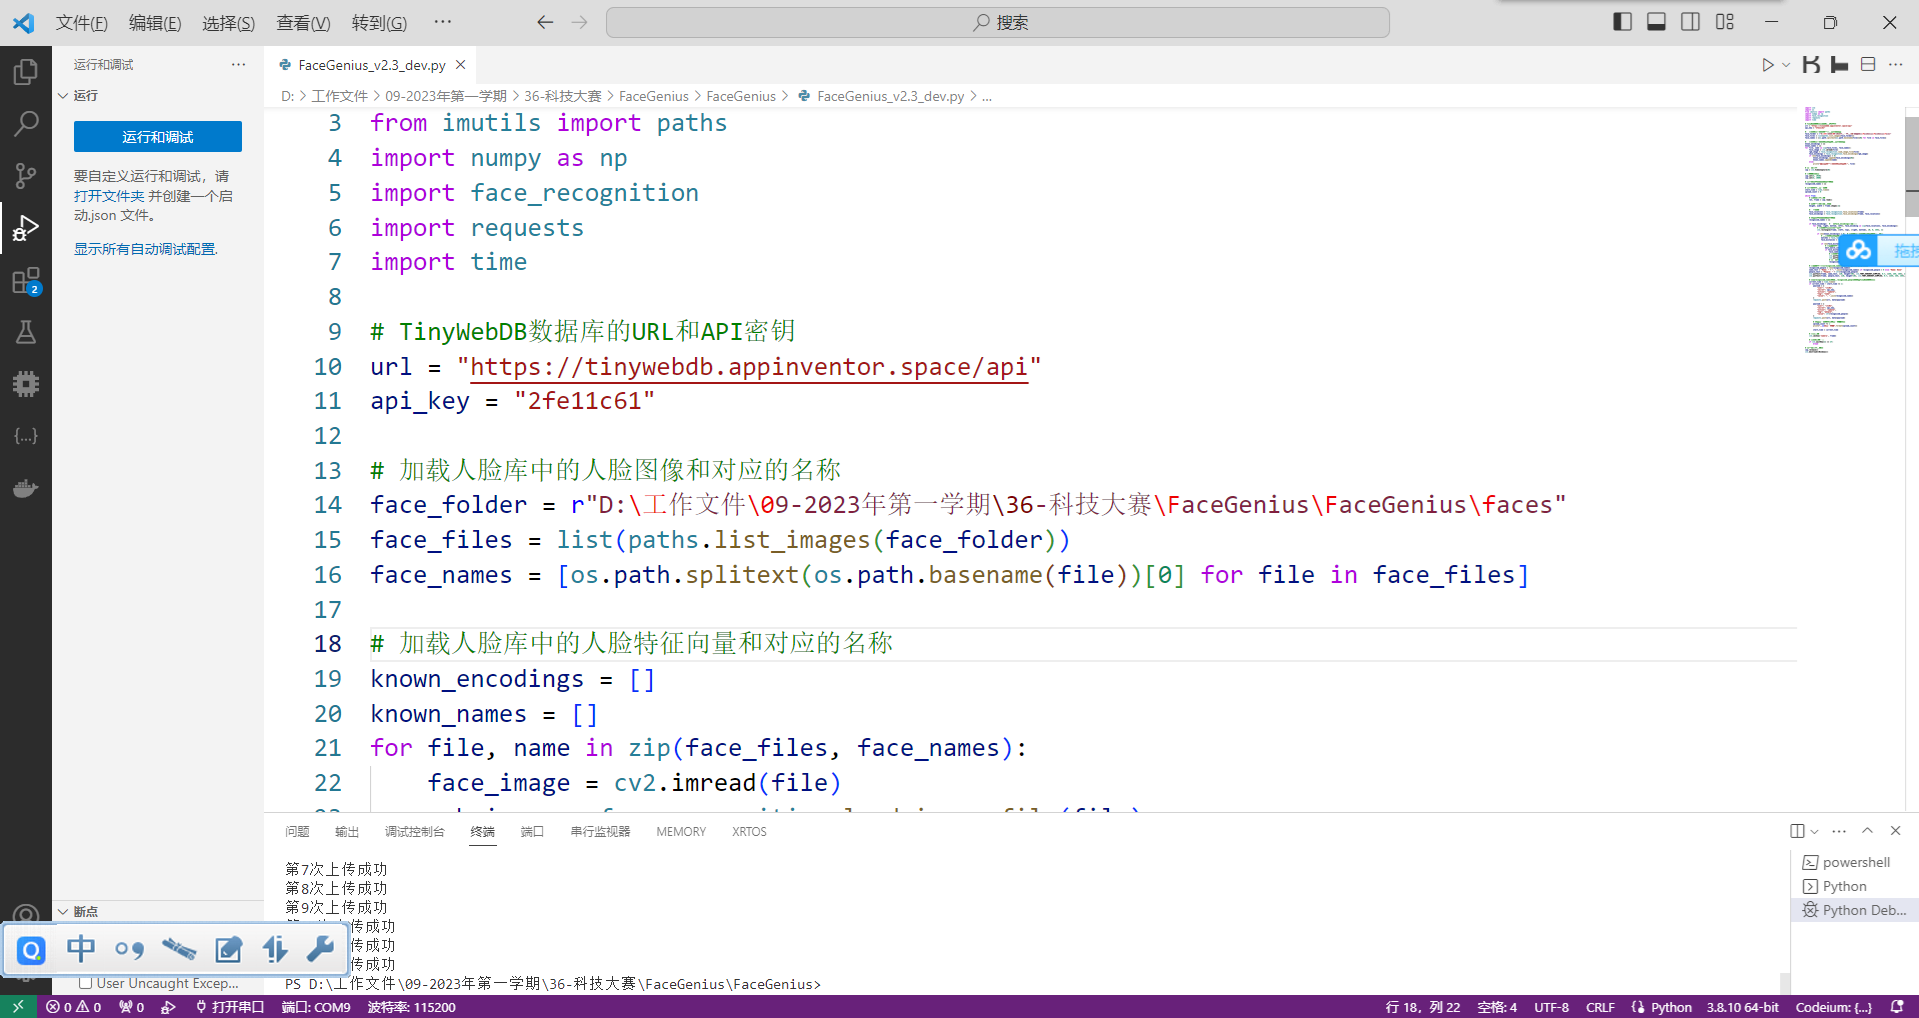 文件(F) 编辑(E) 选择(S) 查看(V) 转到(G) ··· 搜索
运行和调试 ···
FaceGenius_v2.3_dev.py
运行
D: > 工作文件 > 09-2023年第一学期 > 36-科技大赛 > FaceGenius > FaceGenius > FaceGenius_v2.3_dev.py > ...
运行和调试
要自定义运行和调试，请
打开文件夹 并创建一个启
动.json 文件。
显示所有自动调试配置.
2
3 from imutils import paths
4 import numpy as np
5 import face_recognition
6 import requests
7 import time
8
9 # TinyWebDB数据库的URL和API密钥
10 url = "https://tinywebdb.appinventor.space/api"
11 api_key = "2fe11c61"
12
13 # 加载人脸库中的人脸图像和对应的名称
14 face_folder = r"D:\工作文件\09-2023年第一学期\36-科技大赛\FaceGenius\FaceGenius\faces"
15 face_files = list(paths.list_images(face_folder))
16 face_names = [os.path.splitext(os.path.basename(file))[0] for file in face_files]
17
18 # 加载人脸库中的人脸特征向量和对应的名称
19 known_encodings = []
20 known_names = []
21 for file, name in zip(face_files, face_names):
22 face_image = cv2.imread(file)
问题 输出 调试控制台 终端 端口 串行监视器 MEMORY XRTOS
第7次上传成功
第8次上传成功
第9次上传成功
传成功
传成功
传成功
PS D:\工作文件\09-2023年第一学期\36-科技大赛\FaceGenius\FaceGenius>
powershell
Python
Python Deb...
断点
中
User Uncaught Excep...
0 0 0 打开串口 端口: COM9 波特率: 115200 行 18，列 22 空格: 4 UTF-8 CRLF Python 3.8.10 64-bit Codeium: {...}